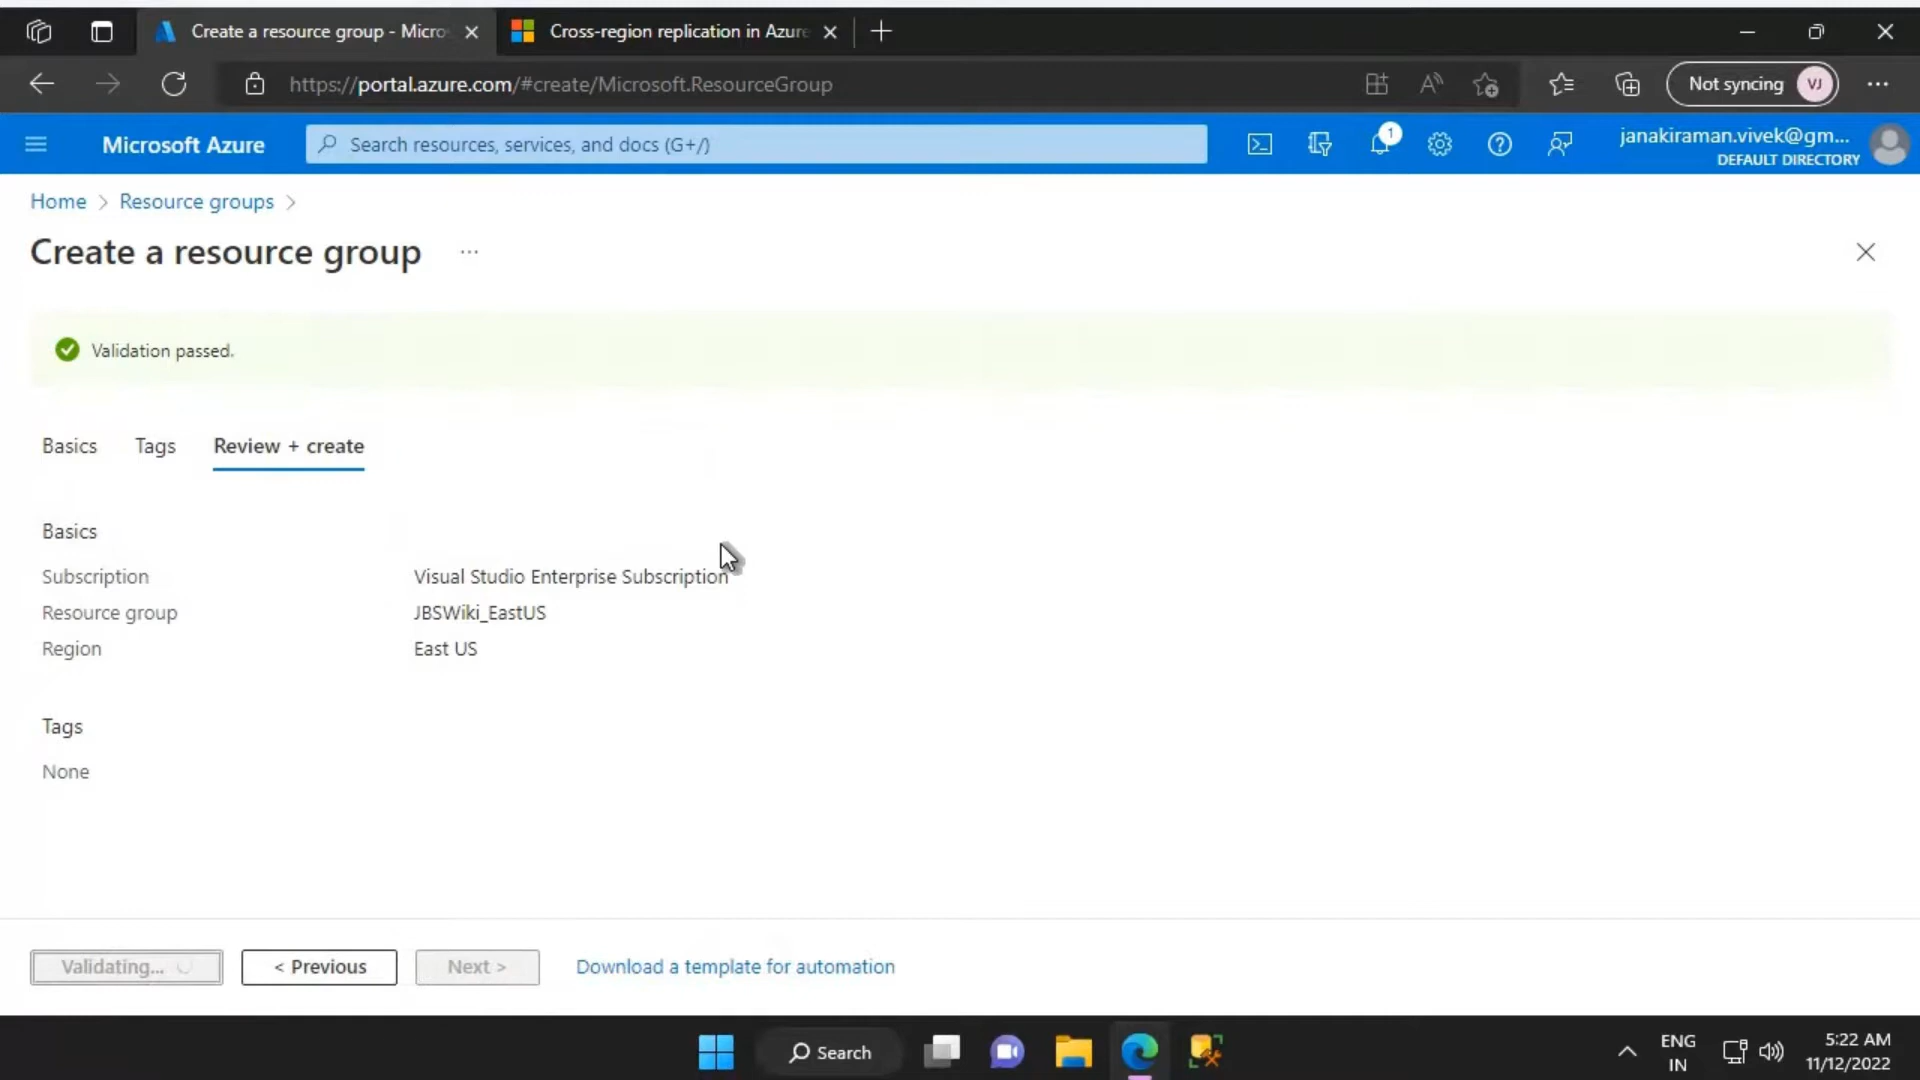 Create a resource group - Micro
Cross-region replication in Azure
https://portal.azure.com/#create/Microsoft.ResourceGroup
Not syncing
VJ
Microsoft Azure
Search resources, services, and docs (G+/)
1
janakiraman.vivek@gm...
DEFAULT DIRECTORY
Home > Resource groups >
Create a resource group ...
Validation passed.
Basics Tags Review + create
Basics
Subscription Visual Studio Enterprise Subscription
Resource group JBSWiki_EastUS
Region East US
Tags
None
Validating... < Previous Next > Download a template for automation
Search
ENG
IN
5:22 AM
11/12/2022